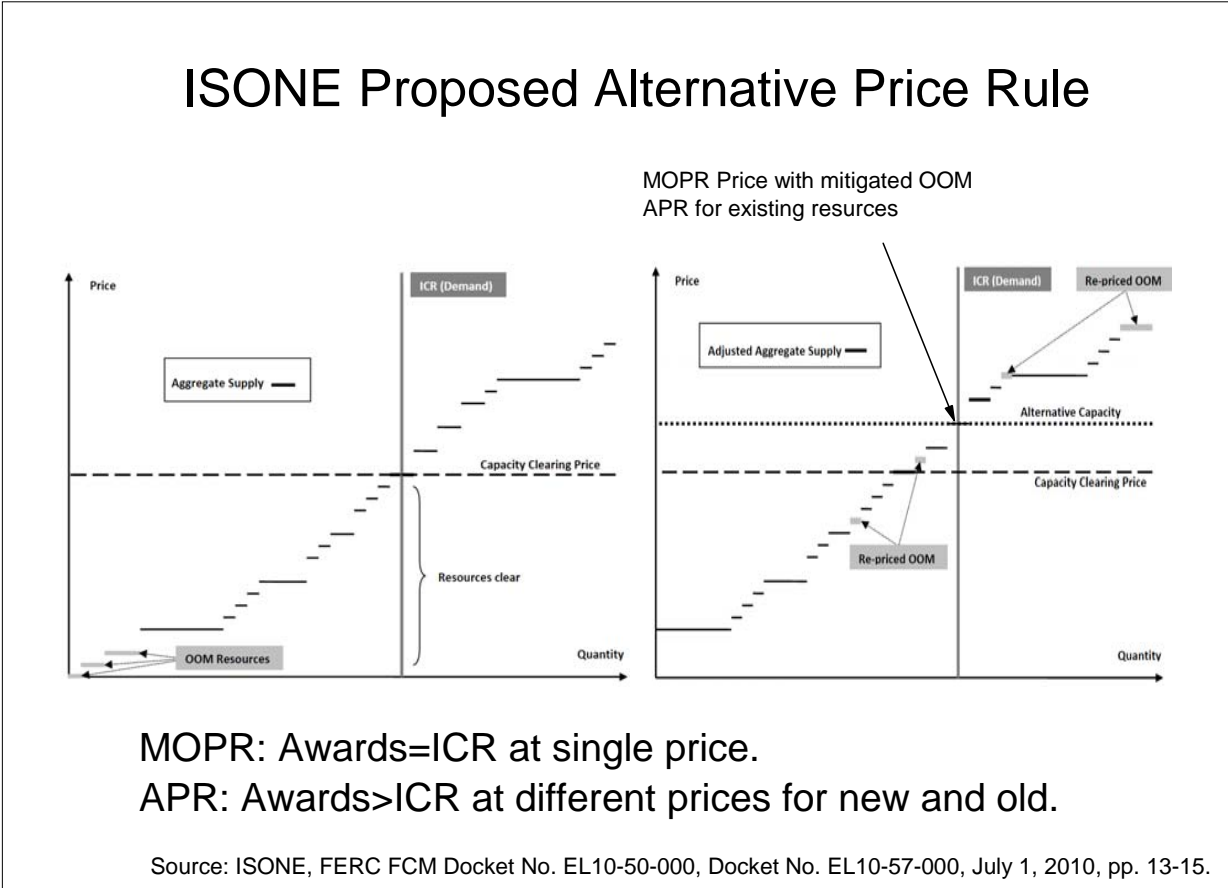 ISONE Proposed Alternative Price Rule
MOPR Price with mitigated OOM
APR for existing resurces
Price
ICR (Demand)
Aggregate Supply
Capacity Clearing Price
Resources clear
OOM Resources
Quantity
Price
ICR (Demand)
Re-priced OOM
Adjusted Aggregate Supply
Alternative Capacity
Capacity Clearing Price
Re-priced OOM
Quantity
MOPR: Awards=ICR at single price.
APR: Awards>ICR at different prices for new and old.
Source: ISONE, FERC FCM Docket No. EL10-50-000, Docket No. EL10-57-000, July 1, 2010, pp. 13-15.